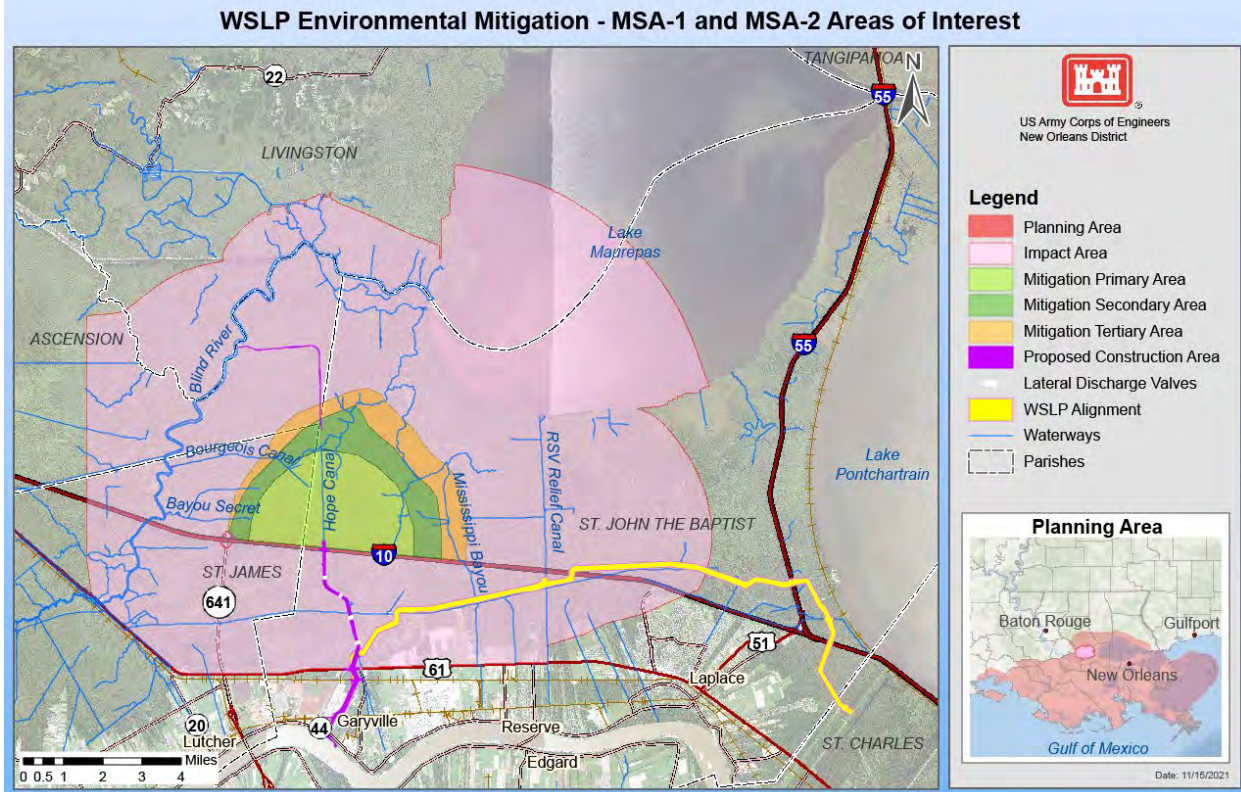 WSLP Environmental Mitigation - MSA-1 and MSA-2 Areas of Interest
TANGIPAHOA
N
22
55
LIVINGSTON
Lake
Maurepas
ASCENSION
Blind River
55
Bourgeois Canal
Hope Canal
Mississippi Bayou
RSV Relief Canal
Lake
Pontchartrain
Bayou Secret
ST. JOHN THE BAPTIST
10
ST. JAMES
641
61
51
Laplace
20
44
Garyville
Reserve
Lutcher
Edgard
ST. CHARLES
Miles
0 0.5 1 2 3 4
US Army Corps of Engineers
New Orleans District
®
Legend
Planning Area
Impact Area
Mitigation Primary Area
Mitigation Secondary Area
Mitigation Tertiary Area
Proposed Construction Area
Lateral Discharge Valves
WSLP Alignment
Waterways
Parishes
Planning Area
Baton Rouge
Gulfport
New Orleans
Gulf of Mexico
Date: 11/15/2021